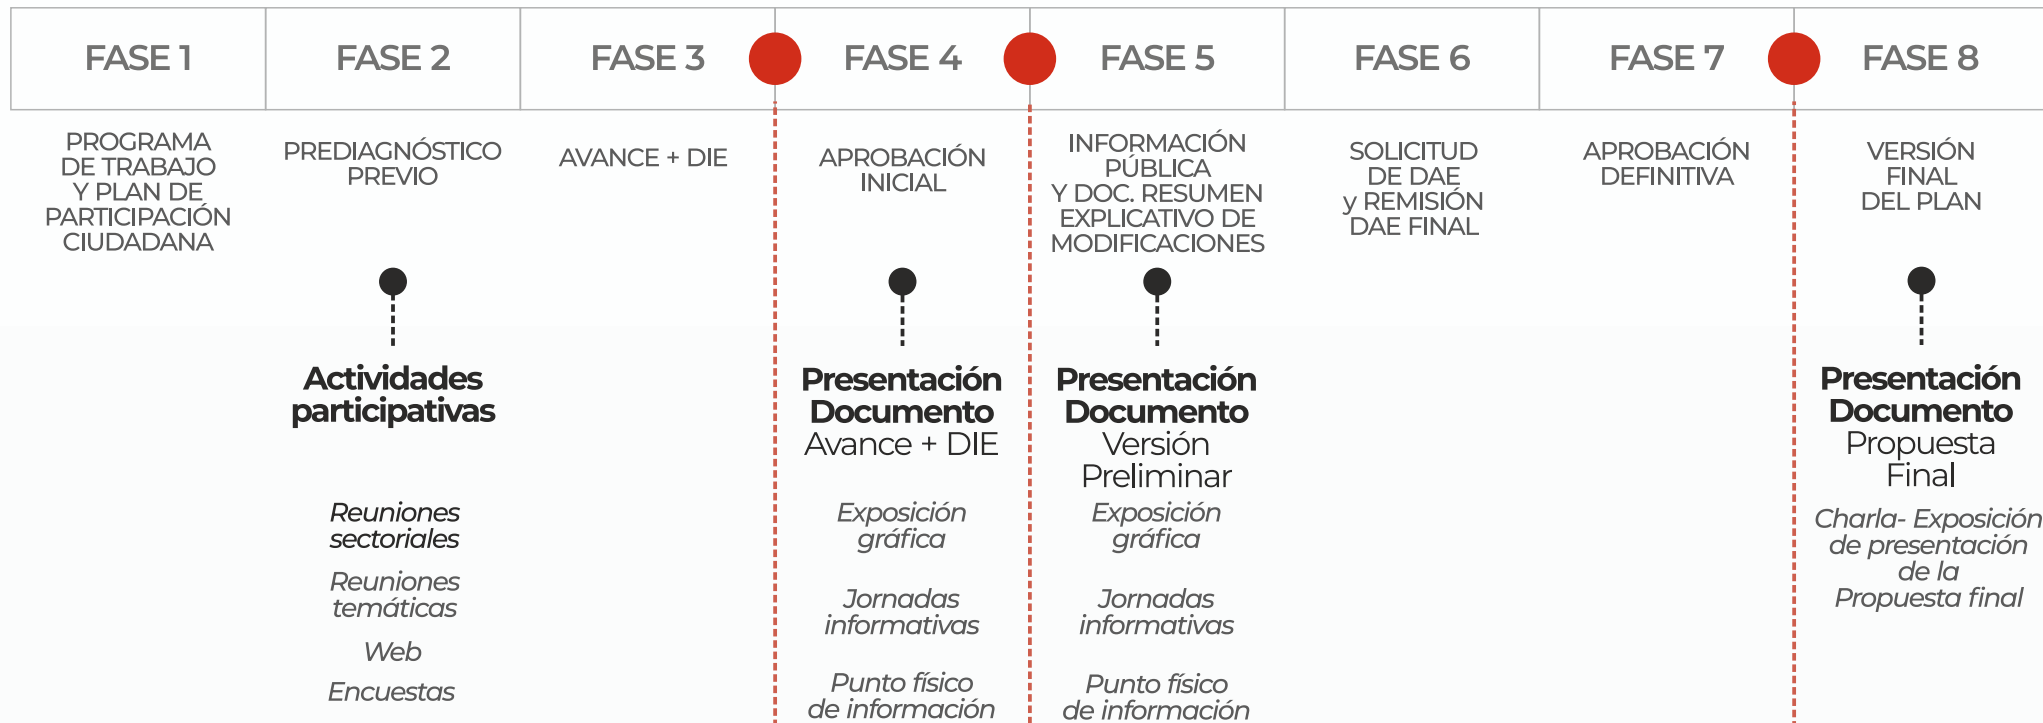 FASE 1
FASE 2
FASE 3
FASE 4
FASE 5
FASE 6
FASE 7
FASE 8
PROGRAMA
DE TRABAJO
Y PLAN DE
PARTICIPACIÓN
CIUDADANA
PREDIAGNÓSTICO
PREVIO
AVANCE + DIE
APROBACIÓN
INICIAL
INFORMACIÓN
PÚBLICA
Y DOC. RESUMEN
EXPLICATIVO DE
MODIFICACIONES
SOLICITUD
DE DAE
y REMISIÓN
DAE FINAL
APROBACIÓN
DEFINITIVA
VERSIÓN
FINAL
DEL PLAN
Actividades
participativas
Reuniones
sectoriales
Reuniones
temáticas
Web
Encuestas
Presentación
Documento
Avance + DIE
Exposición
gráfica
Jornadas
informativas
Punto físico
de información
Presentación
Documento
Versión
Preliminar
Exposición
gráfica
Jornadas
informativas
Punto físico
de información
Presentación
Documento
Propuesta
Final
Charla- Exposición
de presentación
de la
Propuesta final